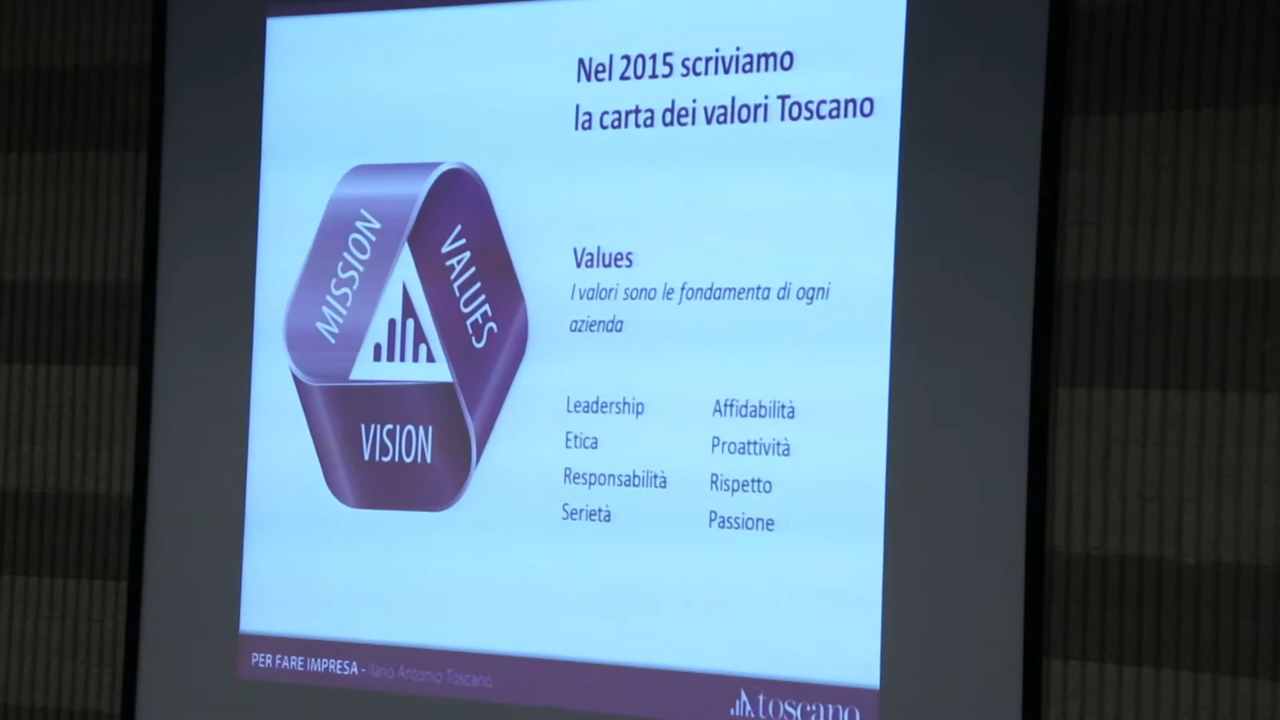 Nel 2015 scriviamo
la carta dei valori Toscano
MISSION
VALUES
VISION
Values
I valori sono le fondamenta di ogni
azienda
Leadership Affidabilità
Etica Proattività
Responsabilità Rispetto
Serietà Passione
PER FARE IMPRESA - Ilario Antonio Toscano
toscano